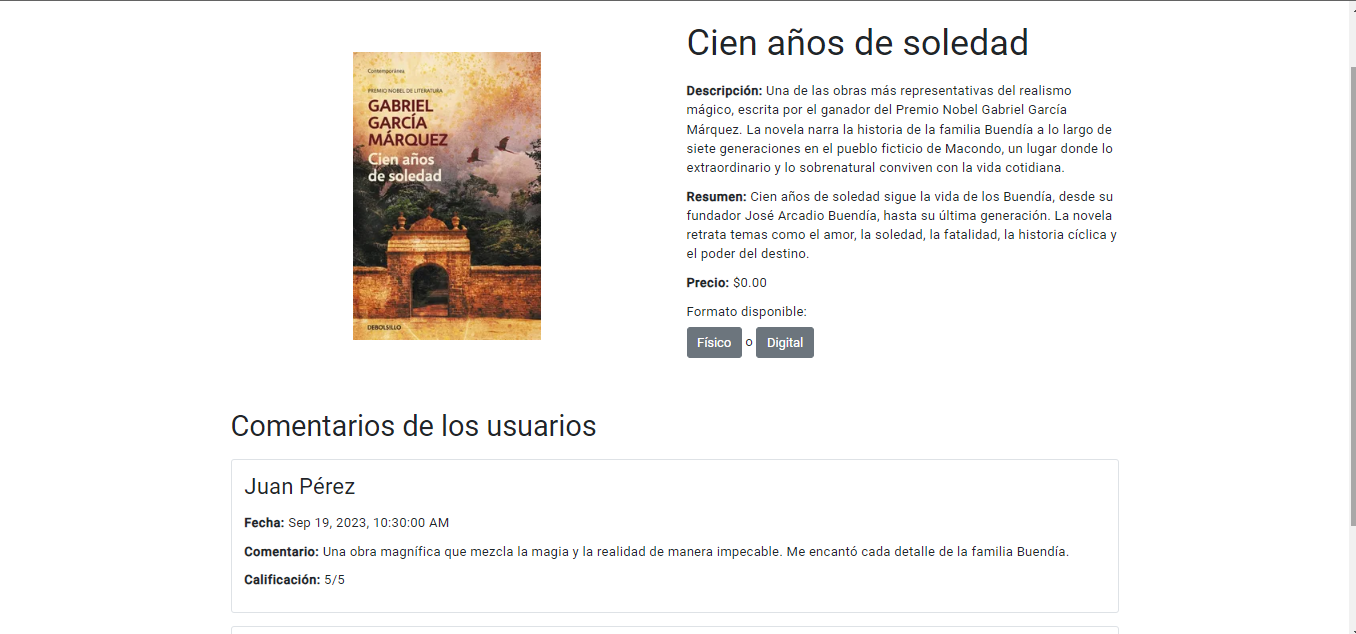 Contemporánea
PREMIO NOBEL DE LITERATURA
GABRIEL
GARCÍA
MÁRQUEZ
Cien años
de soledad
DEBOLSILLO
Cien años de soledad
Descripción: Una de las obras más representativas del realismo
mágico, escrita por el ganador del Premio Nobel Gabriel García
Márquez. La novela narra la historia de la familia Buendía a lo largo de
siete generaciones en el pueblo ficticio de Macondo, un lugar donde lo
extraordinario y lo sobrenatural conviven con la vida cotidiana.
Resumen: Cien años de soledad sigue la vida de los Buendía, desde su
fundador José Arcadio Buendía, hasta su última generación. La novela
retrata temas como el amor, la soledad, la fatalidad, la historia cíclica y
el poder del destino.
Precio: $0.00
Formato disponible:
Físico o Digital
Comentarios de los usuarios
Juan Pérez
Fecha: Sep 19, 2023, 10:30:00 AM
Comentario: Una obra magnífica que mezcla la magia y la realidad de manera impecable. Me encantó cada detalle de la familia Buendía.
Calificación: 5/5